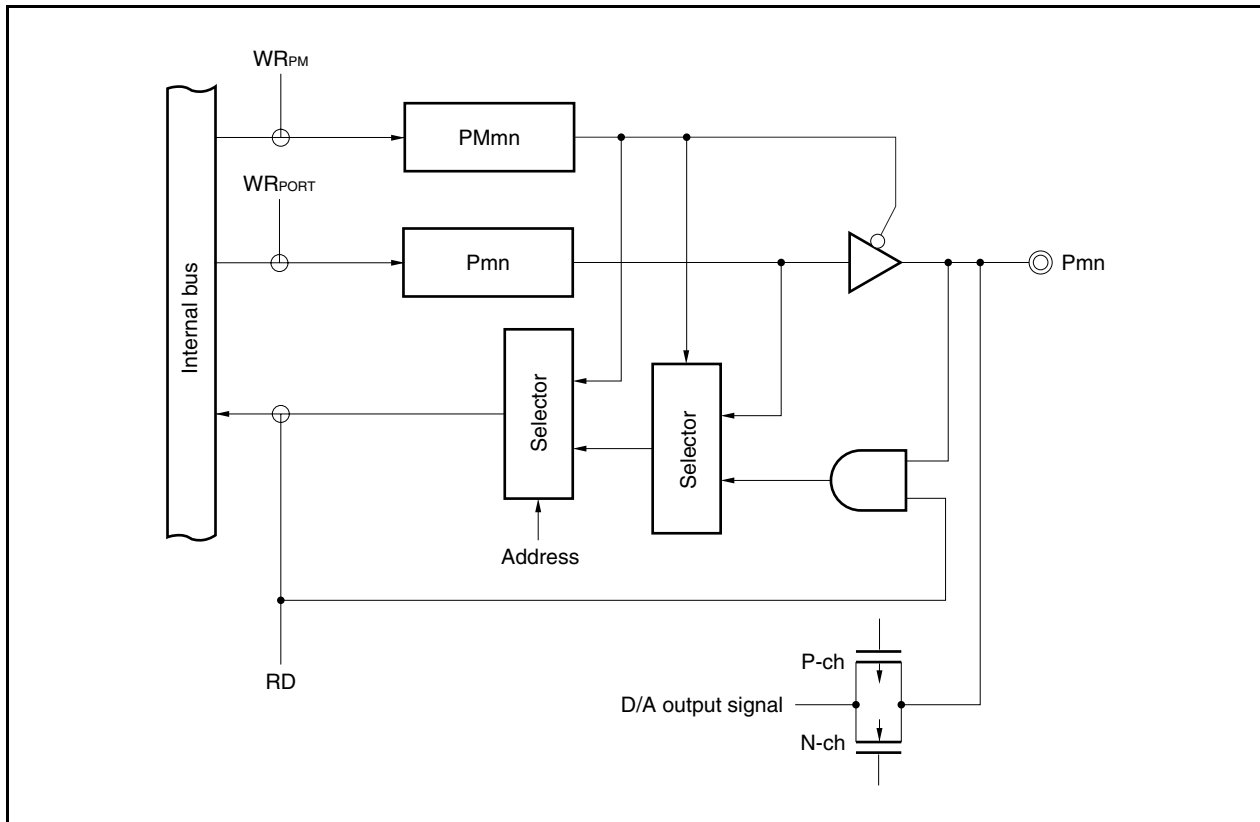 WRPM
PMmn
WRPORT
Pmn
Pmn
Internal bus
Selector
Selector
Address
RD
P-ch
D/A output signal
N-ch